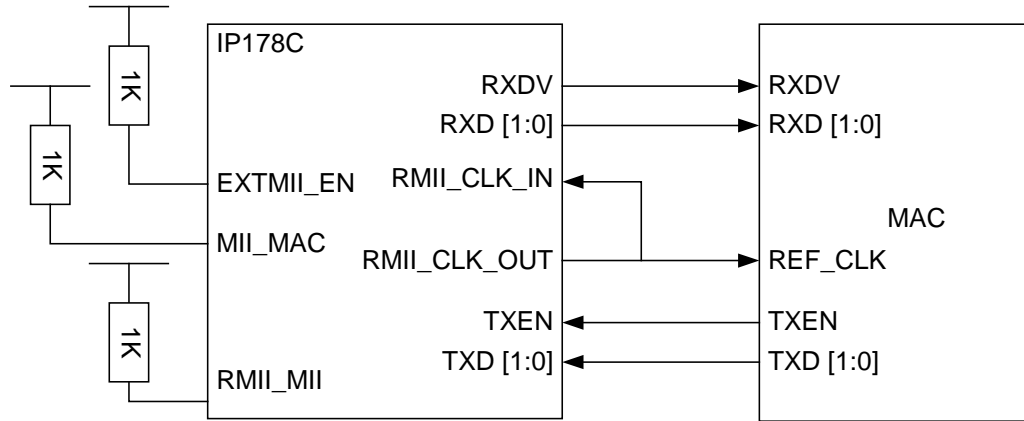 IP178C
1K
1K
1K
EXTMII_EN
MII_MAC
RMII_MII
RXDV
RXD [1:0]
RMII_CLK_IN
RMII_CLK_OUT
TXEN
TXD [1:0]
RXDV
RXD [1:0]
MAC
REF_CLK
TXEN
TXD [1:0]